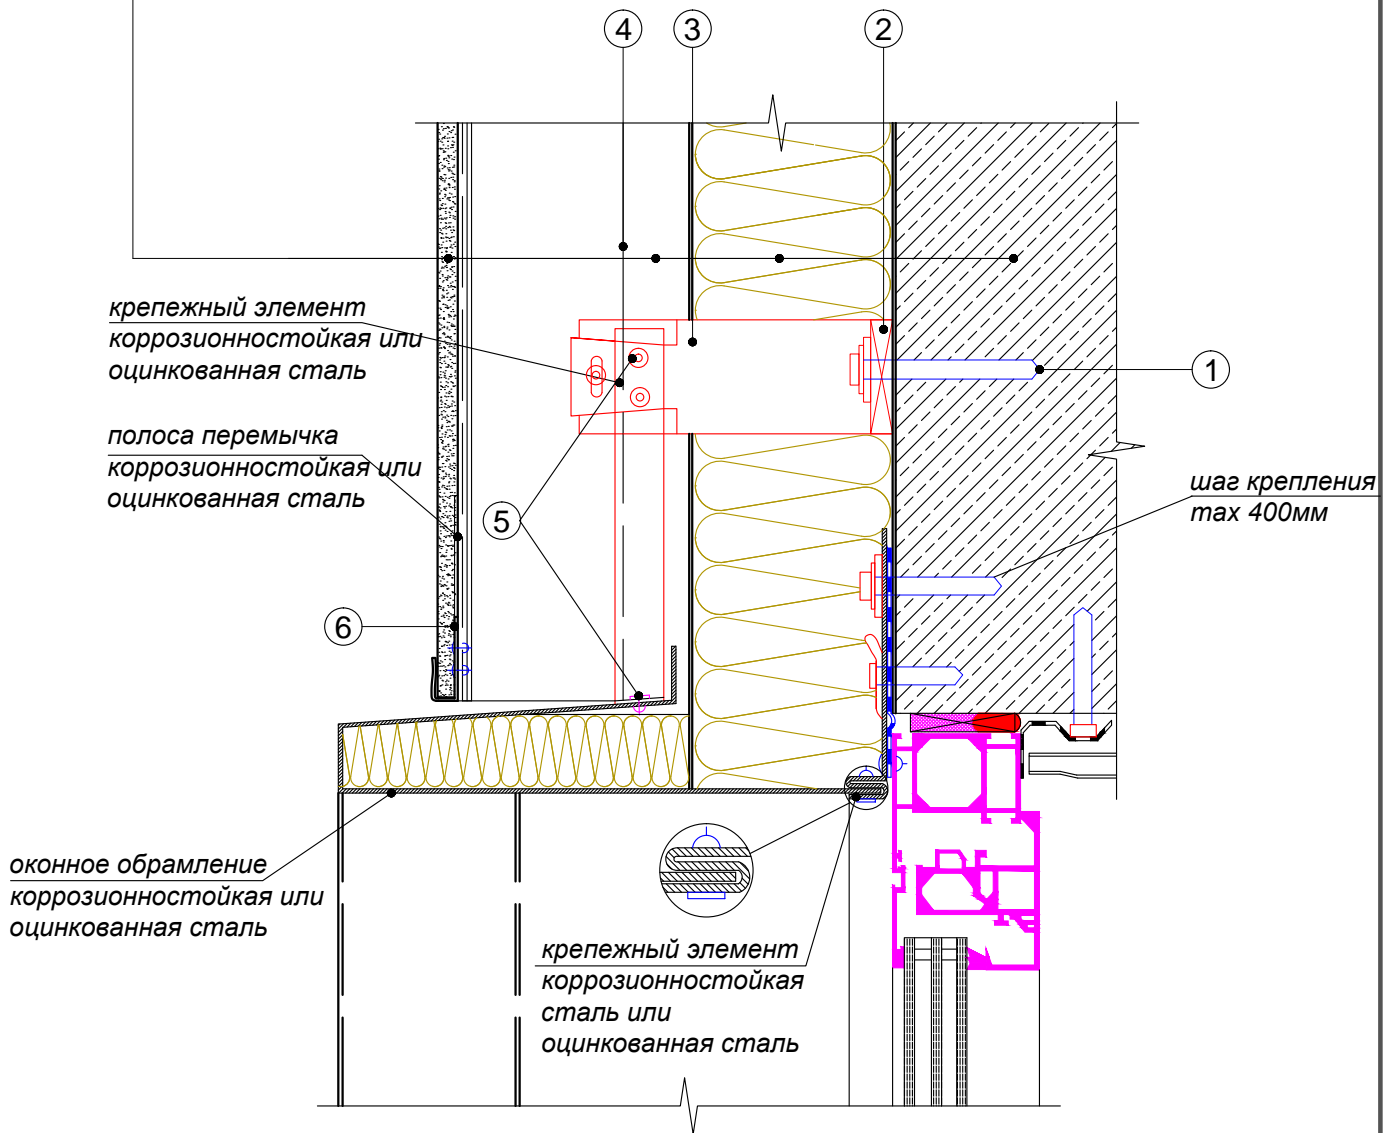 4
3
2
крепежный элемент
коррозионностойкая или
оцинкованная сталь
1
полоса перемычка
коррозионностойкая или
оцинкованная сталь
шаг крепления
max 400мм
5
6
оконное обрамление
коррозионностойкая или
оцинкованная сталь
крепежный элемент
коррозионностойкая
сталь или
оцинкованная сталь